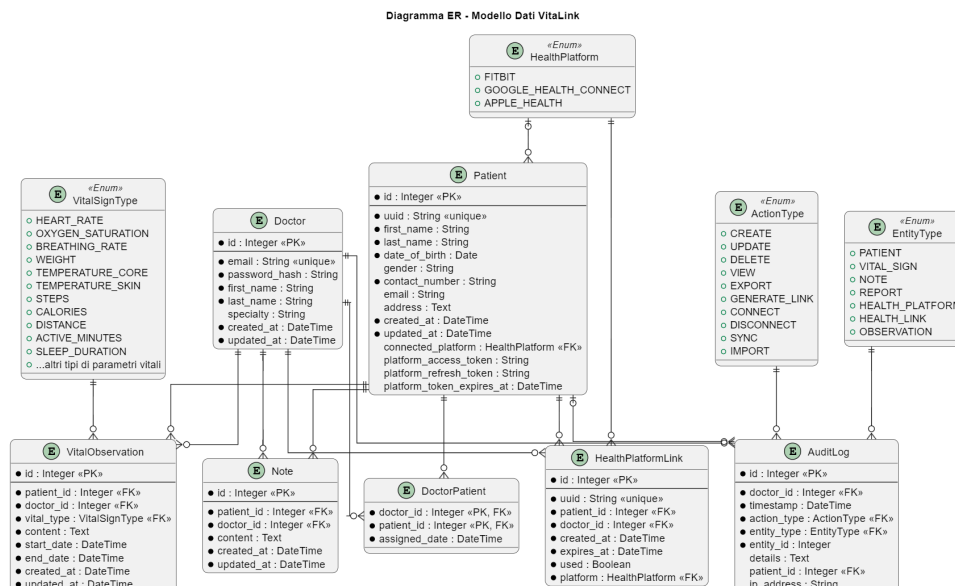 Diagramma ER - Modello Dati VitaLink
E «Enum» HealthPlatform
FITBIT
GOOGLE_HEALTH_CONNECT
APPLE_HEALTH
E «Enum» VitalSignType
HEART_RATE
OXYGEN_SATURATION
BREATHING_RATE
WEIGHT
TEMPERATURE_CORE
TEMPERATURE_SKIN
STEPS
CALORIES
DISTANCE
ACTIVE_MINUTES
SLEEP_DURATION
...altri tipi di parametri vitali
E Doctor
id : Integer «PK»
email : String «unique»
password_hash : String
first_name : String
last_name : String
specialty : String
created_at : DateTime
updated_at : DateTime
E Patient
id : Integer «PK»
uuid : String «unique»
first_name : String
last_name : String
date_of_birth : Date
gender : String
contact_number : String
email : String
address : Text
created_at : DateTime
updated_at : DateTime
connected_platform : HealthPlatform «FK»
platform_access_token : String
platform_refresh_token : String
platform_token_expires_at : DateTime
E «Enum» ActionType
CREATE
UPDATE
DELETE
VIEW
EXPORT
GENERATE_LINK
CONNECT
DISCONNECT
SYNC
IMPORT
E «Enum» EntityType
PATIENT
VITAL_SIGN
NOTE
REPORT
HEALTH_PLATFORM
HEALTH_LINK
OBSERVATION
E VitalObservation
id : Integer «PK»
patient_id : Integer «FK»
doctor_id : Integer «FK»
vital_type : VitalSignType «FK»
content : Text
start_date : DateTime
end_date : DateTime
created_at : DateTime
updated_at : DateTime
E Note
id : Integer «PK»
patient_id : Integer «FK»
doctor_id : Integer «FK»
content : Text
created_at : DateTime
updated_at : DateTime
E DoctorPatient
doctor_id : Integer «PK, FK»
patient_id : Integer «PK, FK»
assigned_date : DateTime
E HealthPlatformLink
id : Integer «PK»
uuid : String «unique»
patient_id : Integer «FK»
doctor_id : Integer «FK»
created_at : DateTime
expires_at : DateTime
used : Boolean
platform : HealthPlatform «FK»
E AuditLog
id : Integer «PK»
doctor_id : Integer «FK»
timestamp : DateTime
action_type : ActionType «FK»
entity_type : EntityType «FK»
entity_id : Integer
details : Text
patient_id : Integer «FK»
ip_address : String